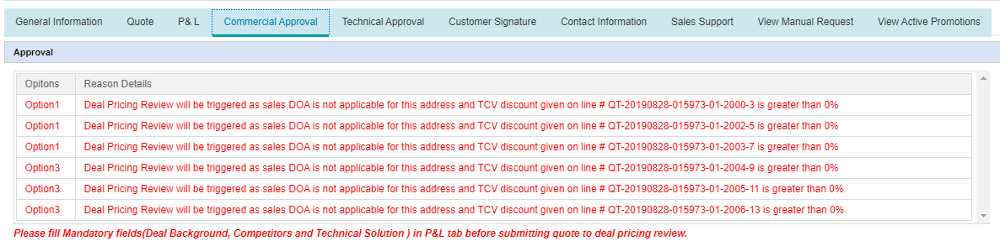 General Information Quote P& L Commercial Approval Technical Approval Customer Signature Contact Information Sales Support View Manual Request View Active Promotions
Approval
Opitons Reason Details
Option1 Deal Pricing Review will be triggered as sales DOA is not applicable for this address and TCV discount given on line # QT-20190828-015973-01-2000-3 is greater than 0%
Option1 Deal Pricing Review will be triggered as sales DOA is not applicable for this address and TCV discount given on line # QT-20190828-015973-01-2002-5 is greater than 0%
Option1 Deal Pricing Review will be triggered as sales DOA is not applicable for this address and TCV discount given on line # QT-20190828-015973-01-2003-7 is greater than 0%
Option3 Deal Pricing Review will be triggered as sales DOA is not applicable for this address and TCV discount given on line # QT-20190828-015973-01-2004-9 is greater than 0%
Option3 Deal Pricing Review will be triggered as sales DOA is not applicable for this address and TCV discount given on line # QT-20190828-015973-01-2005-11 is greater than 0%
Option3 Deal Pricing Review will be triggered as sales DOA is not applicable for this address and TCV discount given on line # QT-20190828-015973-01-2006-13 is greater than 0%.
Please fill Mandatory fields(Deal Background, Competitors and Technical Solution ) in P&L tab before submitting quote to deal pricing review.